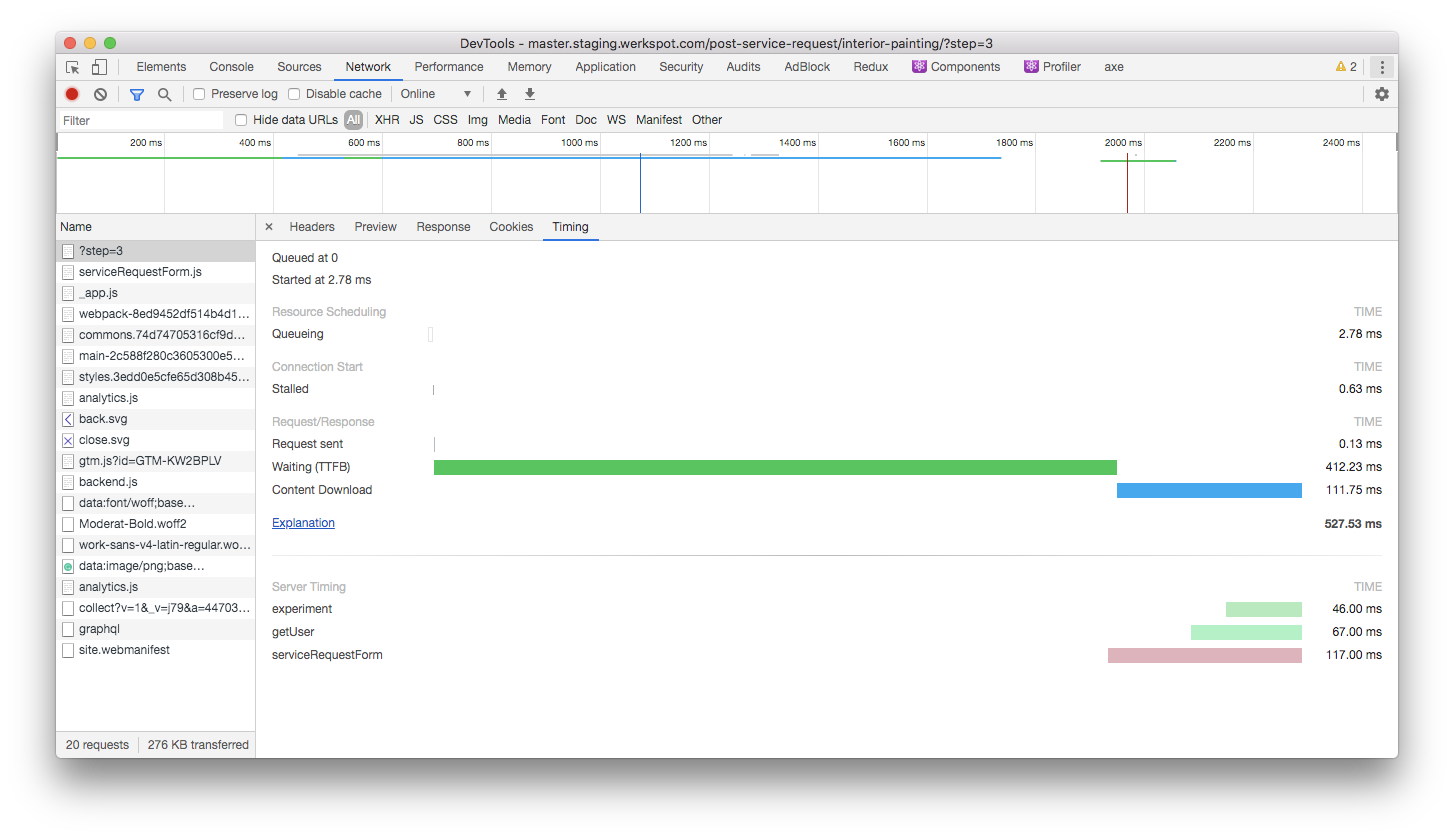 DevTools - master.staging.werkspot.com/post-service-request/interior-painting/?step=3
Elements Console Sources Network Performance Memory Application Security Audits AdBlock Redux Components Profiler axe 2
Preserve log Disable cache Online
Filter Hide data URLs All XHR JS CSS Img Media Font Doc WS Manifest Other
200 ms 400 ms 600 ms 800 ms 1000 ms 1200 ms 1400 ms 1600 ms 1800 ms 2000 ms 2200 ms 2400 ms
Name
?step=3
serviceRequestForm.js
_app.js
webpack-8ed9452df514b4d1...
commons.74d74705316cf9d...
main-2c588f280c3605300e5...
styles.3edd0e5cfe65d308b45...
analytics.js
back.svg
close.svg
gtm.js?id=GTM-KW2BPLV
backend.js
data:font/woff;base...
Moderat-Bold.woff2
work-sans-v4-latin-regular.wo...
data:image/png;base...
analytics.js
collect?v=1&_v=j79&a=44703...
graphql
site.webmanifest
20 requests 276 KB transferred
× Headers Preview Response Cookies Timing
Queued at 0
Started at 2.78 ms
Resource Scheduling TIME
Queueing 2.78 ms
Connection Start TIME
Stalled 0.63 ms
Request/Response TIME
Request sent 0.13 ms
Waiting (TTFB) 412.23 ms
Content Download 111.75 ms
Explanation 527.53 ms
Server Timing TIME
experiment 46.00 ms
getUser 67.00 ms
serviceRequestForm 117.00 ms